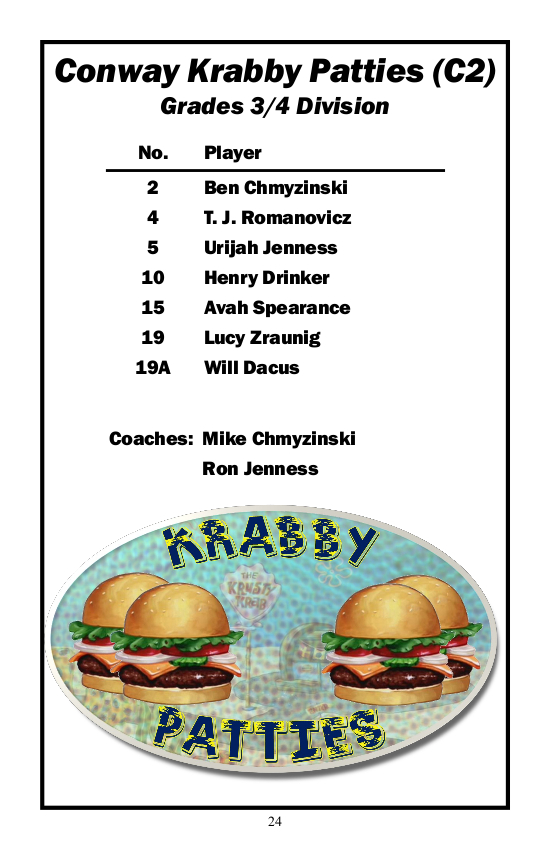 Conway Krabby Patties (C2)
Grades 3/4 Division
No. Player
2 Ben Chmyzinski
4 T. J. Romanovicz
5 Urijah Jenness
10 Henry Drinker
15 Avah Spearance
19 Lucy Zraunig
19A Will Dacus
Coaches: Mike Chmyzinski
Ron Jenness
KRABBY
THE
KRUSTY
KRAB
PATTIES
24